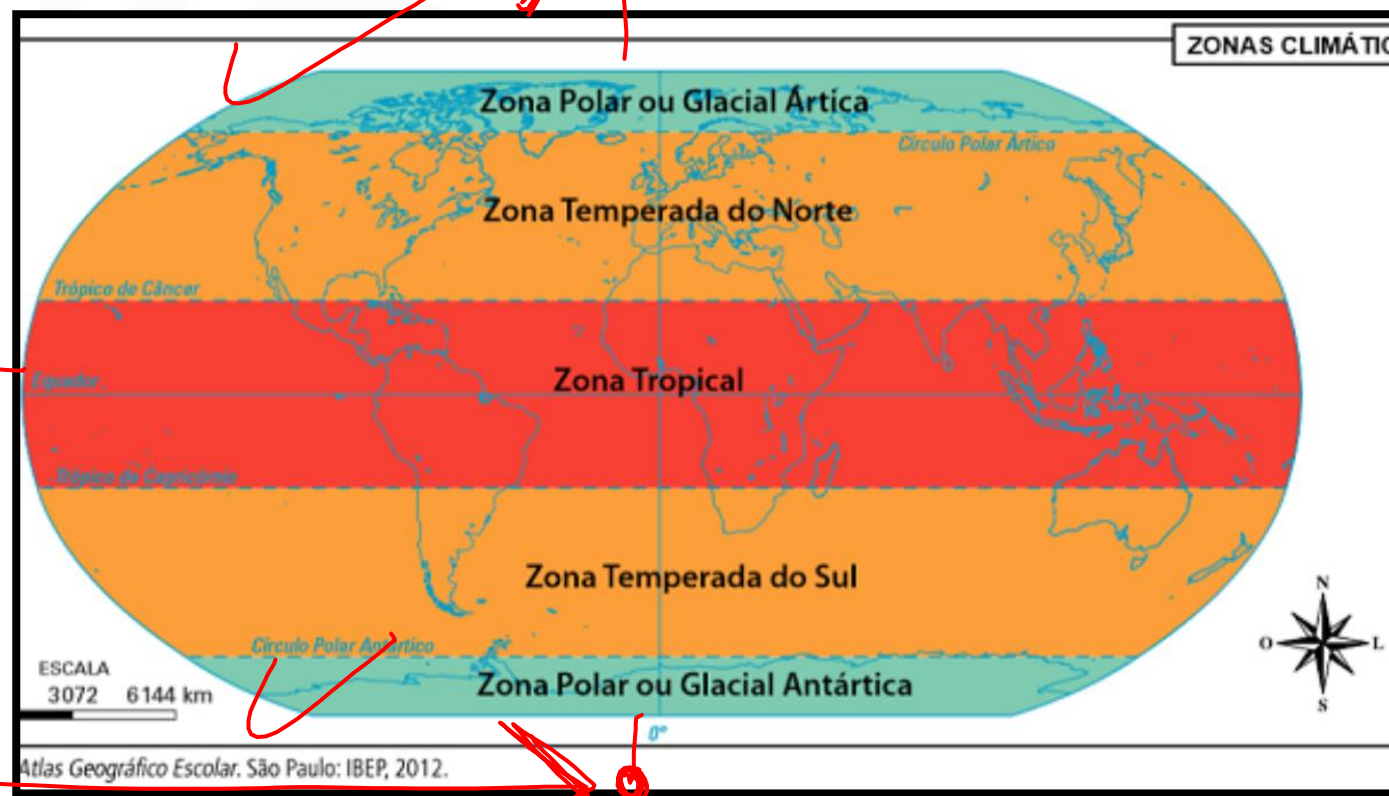 ZONAS CLIMÁTIC
Zona Polar ou Glacial Ártica
Círculo Polar Ártico
Zona Temperada do Norte
Trópico de Câncer
Zona Tropical
Equador
Trópico de Capricórnio
Zona Temperada do Sul
Círculo Polar Antártico
Zona Polar ou Glacial Antártica
N
O
L
S
ESCALA
3072 6144 km
0°
Atlas Geográfico Escolar. São Paulo: IBEP, 2012.